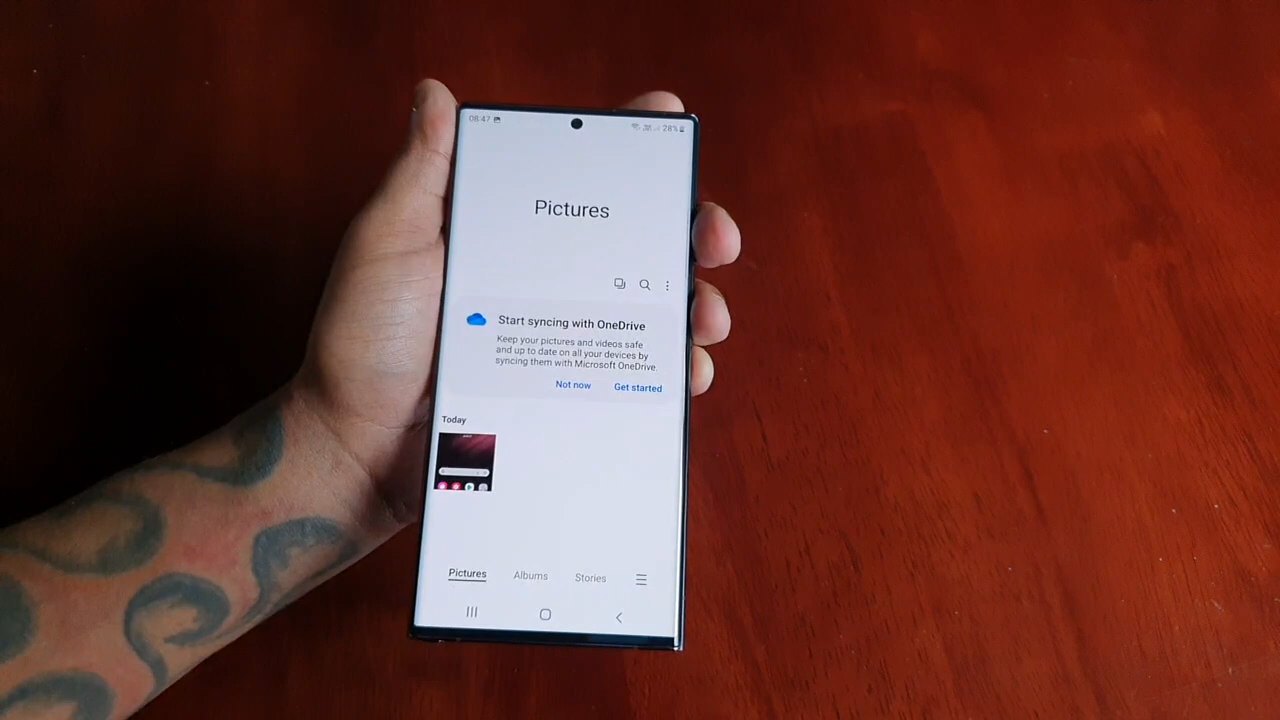 08:47
28%
Pictures
Start syncing with OneDrive
Keep your pictures and videos safe
and up to date on all your devices by
syncing them with Microsoft OneDrive.
Not now Get started
Today
Pictures Albums Stories